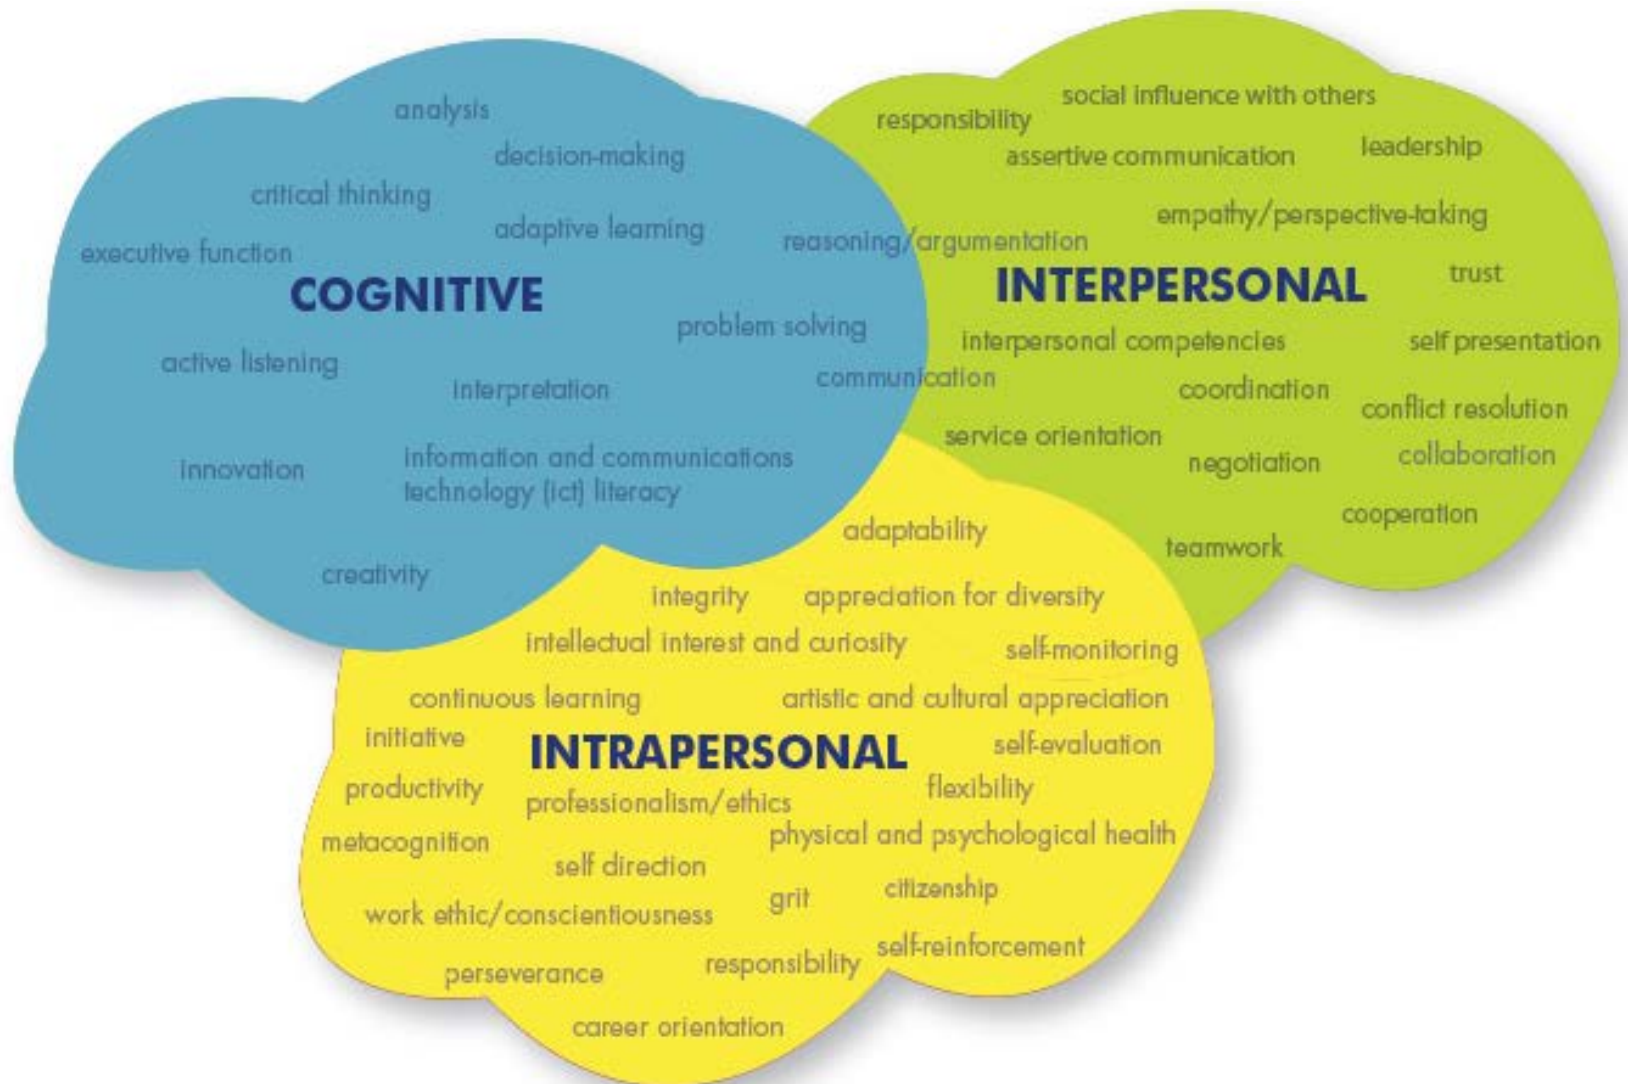 analysis
decision-making
critical thinking
adaptive learning
executive function
COGNITIVE
problem solving
active listening
interpretation
innovation
information and communications
technology (ict) literacy
creativity
reasoning/argumentation
communication
social influence with others
responsibility
assertive communication
leadership
empathy/perspective-taking
trust
INTERPERSONAL
interpersonal competencies
self presentation
coordination
conflict resolution
service orientation
negotiation
collaboration
cooperation
teamwork
adaptability
integrity
appreciation for diversity
intellectual interest and curiosity
self-monitoring
continuous learning
artistic and cultural appreciation
initiative
INTRAPERSONAL
self-evaluation
productivity
professionalism/ethics
flexibility
metacognition
physical and psychological health
self direction
grit
citizenship
work ethic/conscientiousness
self-reinforcement
perseverance
responsibility
career orientation